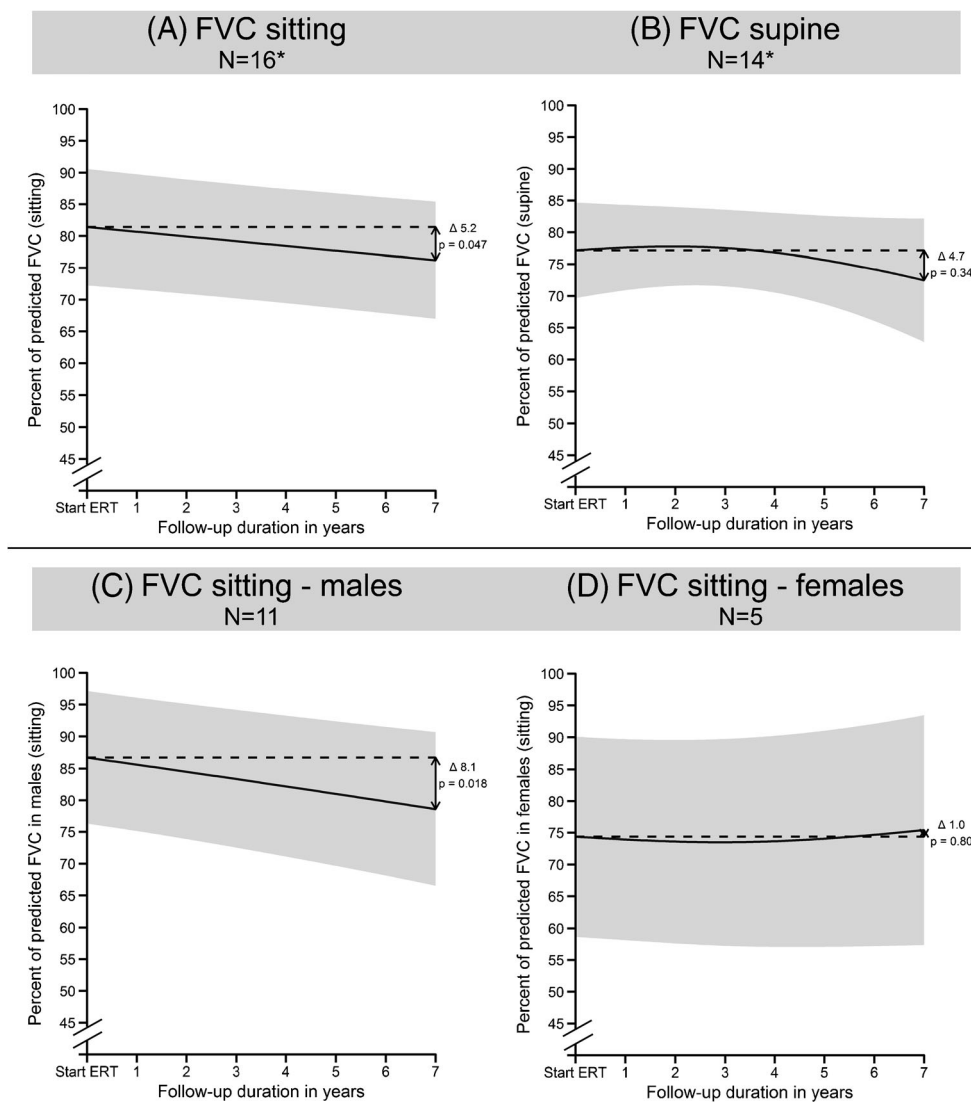 (A) FVC sitting
N=16*
(B) FVC supine
N=14*
Percent of predicted FVC (sitting)
100
95
90
85
80
75
70
65
60
55
50
45
Δ 5.2
p = 0.047
Start ERT 1 2 3 4 5 6 7
Follow-up duration in years
Percent of predicted FVC (supine)
100
95
90
85
80
75
70
65
60
55
50
45
Δ 4.7
p = 0.34
Start ERT 1 2 3 4 5 6 7
Follow-up duration in years
(C) FVC sitting - males
N=11
(D) FVC sitting - females
N=5
Percent of predicted FVC in males (sitting)
100
95
90
85
80
75
70
65
60
55
50
45
Δ 8.1
p = 0.018
Start ERT 1 2 3 4 5 6 7
Follow-up duration in years
Percent of predicted FVC in females (sitting)
100
95
90
85
80
75
70
65
60
55
50
45
Δ 1.0
p = 0.80
Start ERT 1 2 3 4 5 6 7
Follow-up duration in years